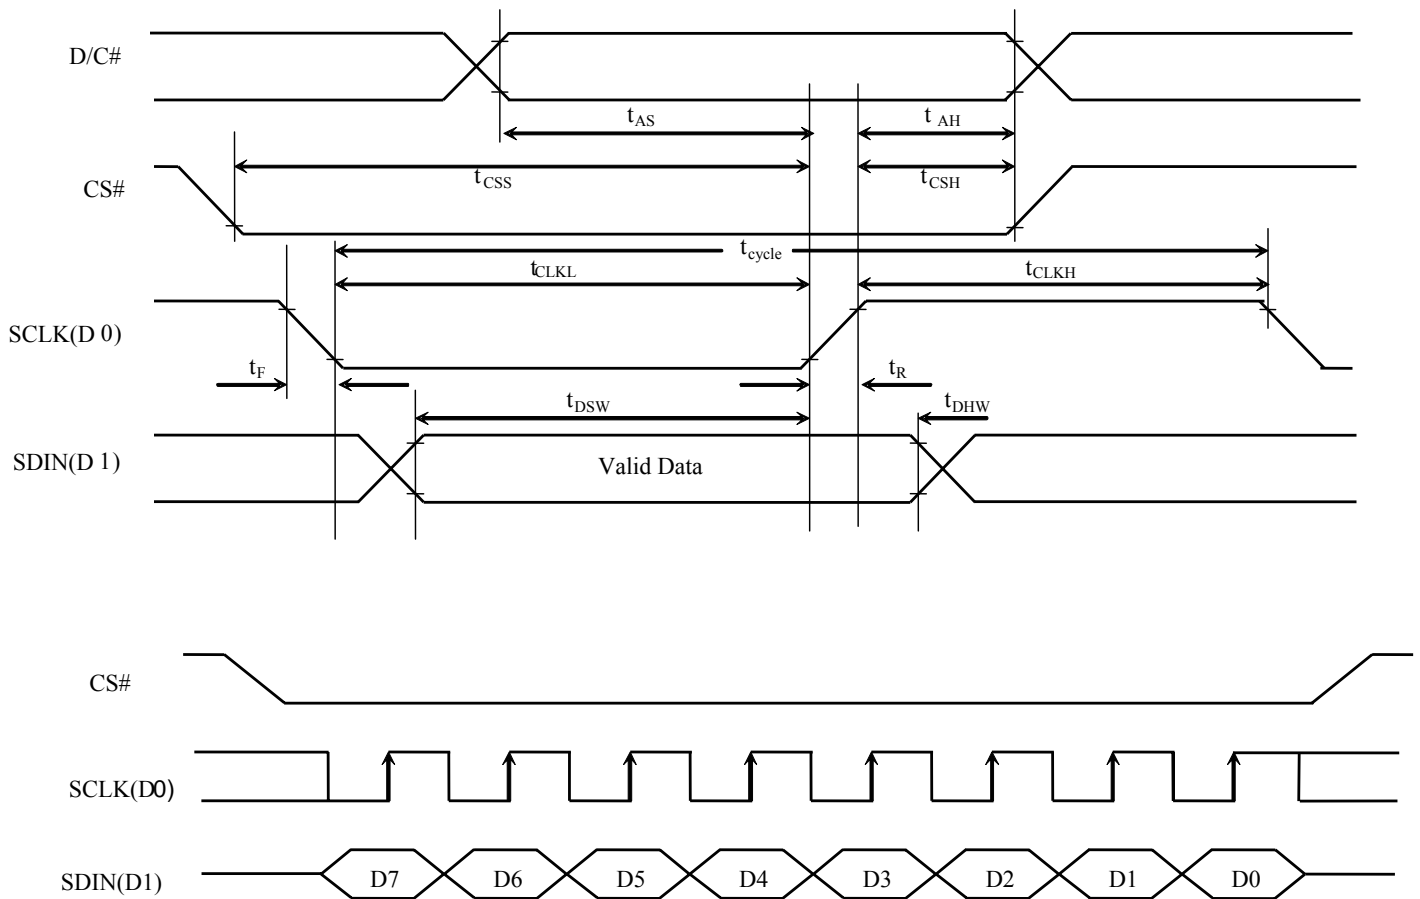 D/C#
tAS
t AH
CS#
tCSS
tCSH
tcycle
tCLKL
tCLKH
SCLK(D 0)
tF
tR
tDSW
tDHW
SDIN(D 1)
Valid Data
CS#
SCLK(D0)
SDIN(D1)
D7 D6 D5 D4 D3 D2 D1 D0